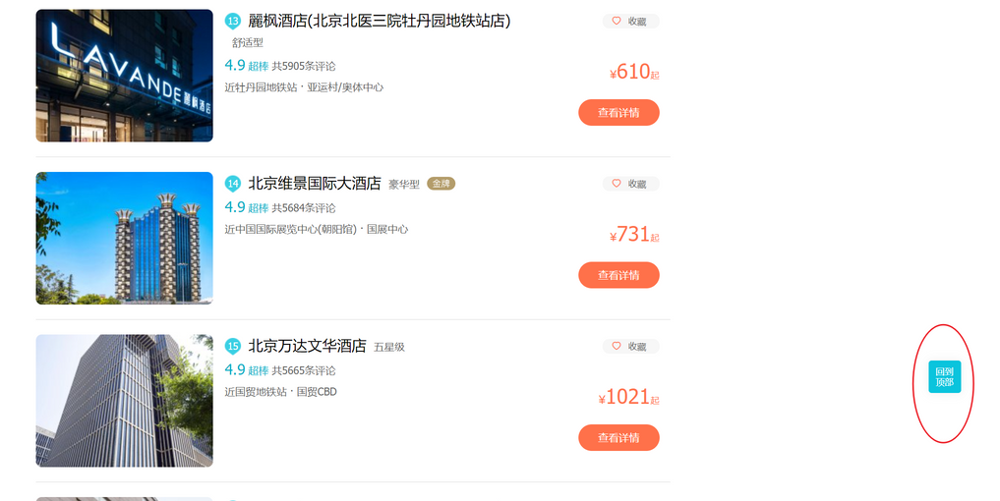 LAVANDE 麗枫酒店
13 麗枫酒店(北京北医三院牡丹园地铁站店)
收藏
舒适型
4.9 超棒 共5905条评论
¥610起
近牡丹园地铁站 · 亚运村/奥体中心
查看详情
14 北京维景国际大酒店 豪华型 金牌
收藏
4.9 超棒 共5684条评论
近中国国际展览中心(朝阳馆) · 国展中心
¥731起
查看详情
15 北京万达文华酒店 五星级
收藏
4.9 超棒 共5665条评论
近国贸地铁站 · 国贸CBD
¥1021起
查看详情
回到
顶部